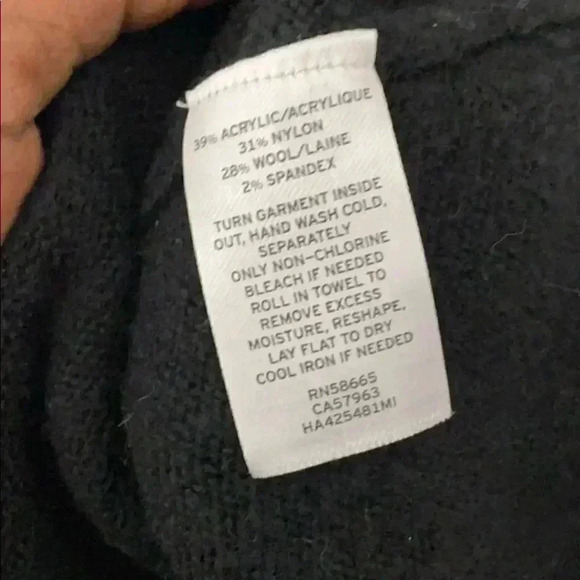 39% ACRYLIC/ACRYLIQUE
31% NYLON
28% WOOL/LAINE
2% SPANDEX
TURN GARMENT INSIDE
OUT, HAND WASH COLD,
SEPARATELY
ONLY NON-CHLORINE
BLEACH IF NEEDED
ROLL IN TOWEL TO
REMOVE EXCESS
MOISTURE, RESHAPE,
LAY FLAT TO DRY
COOL IRON IF NEEDED
RN58665
CA57963
HA425481MI